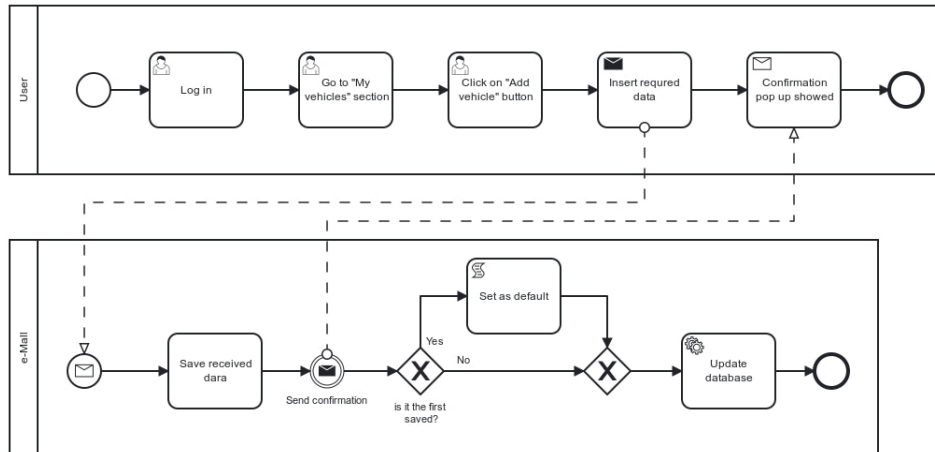 User
Log in
Go to "My
vehicles" section
Click on "Add
vehicle" button
Insert requred
data
Confirmation
pop up showed
e-Mall
Save received
dara
Send confirmation
Yes
No
is it the first
saved?
Set as default
Update
database